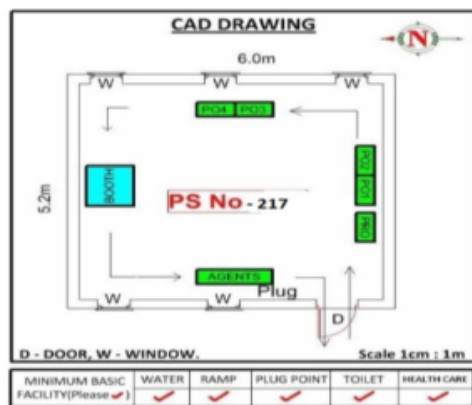 CAD DRAWING
N
6.0m
W W W
PO4 PO3
5.2m
BOOTH
PO2
PO1
PRO
PS No - 217
AGENTS
Plug
W W
D
D - DOOR, W - WINDOW. Scale 1cm : 1m
MINIMUM BASIC FACILITY(Please ✓) WATER RAMP PLUG POINT TOILET HEALTH CARE
✓ ✓ ✓ ✓ ✓